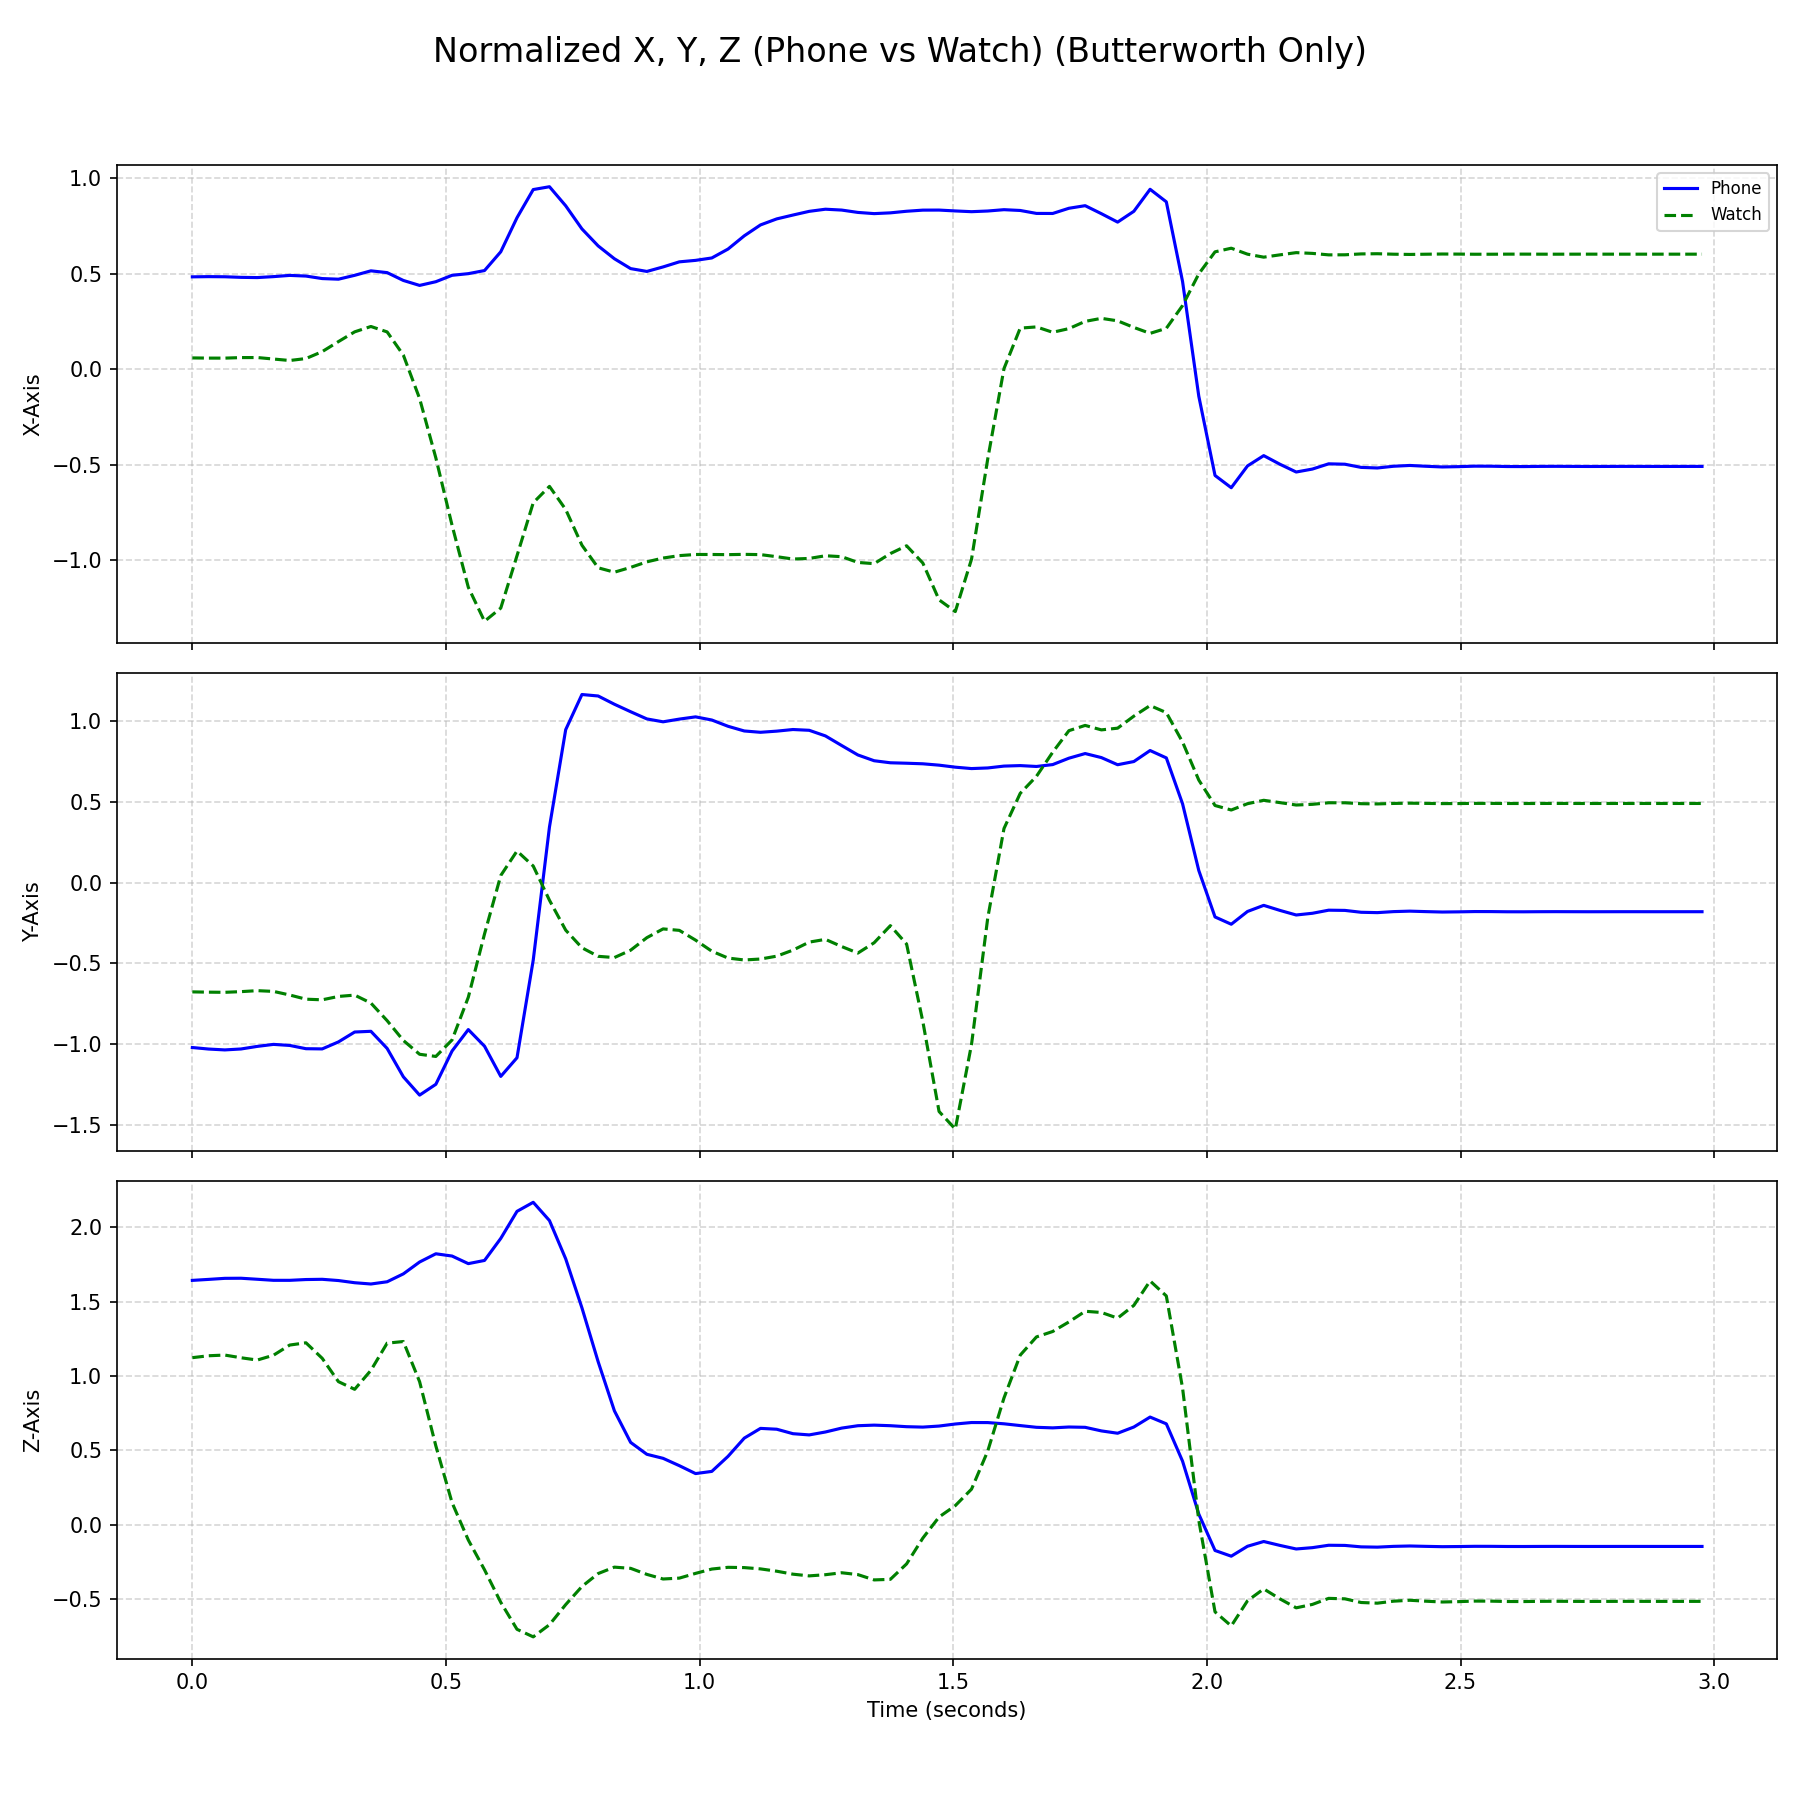 Normalized X, Y, Z (Phone vs Watch) (Butterworth Only)
Phone
Watch
1.0
0.5
0.0
−0.5
−1.0
X-Axis
1.0
0.5
0.0
−0.5
−1.0
−1.5
Y-Axis
2.0
1.5
1.0
0.5
0.0
−0.5
Z-Axis
0.0 0.5 1.0 1.5 2.0 2.5 3.0
Time (seconds)